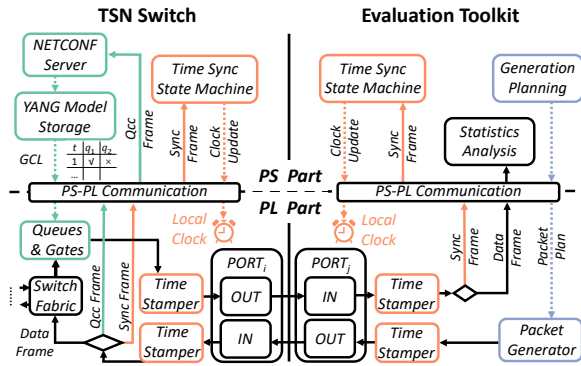 TSN Switch
Evaluation Toolkit
NETCONF
Server
YANG Model
Storage
GCL
t q1 q2
1 √ ×
...
Qcc
Frame
Time Sync
State Machine
Sync
Frame
Clock
Update
Time Sync
State Machine
Clock
Update
Sync
Frame
Generation
Planning
Statistics
Analysis
PS-PL Communication
PS Part
PL Part
PS-PL Communication
Queues
& Gates
Local
Clock
Local
Clock
Switch
Fabric
Qcc Frame
Sync Frame
Data
Frame
Time
Stamper
Time
Stamper
PORTi
OUT
IN
PORTj
IN
OUT
Time
Stamper
Time
Stamper
Sync
Frame
Data
Frame
Packet
Plan
Packet
Generator